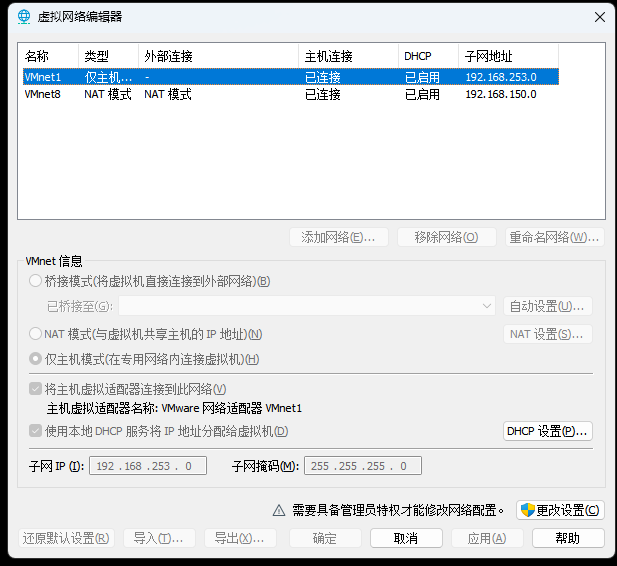 虚拟网络编辑器
名称 类型 外部连接 主机连接 DHCP 子网地址
VMnet1 仅主机... - 已连接 已启用 192.168.253.0
VMnet8 NAT 模式 NAT 模式 已连接 已启用 192.168.150.0
添加网络(E)... 移除网络(O) 重命名网络(W)...
VMnet 信息
桥接模式(将虚拟机直接连接到外部网络)(B)
已桥接至(G): 自动设置(U)...
NAT 模式(与虚拟机共享主机的 IP 地址)(N) NAT 设置(S)...
仅主机模式(在专用网络内连接虚拟机)(H)
将主机虚拟适配器连接到此网络(V)
主机虚拟适配器名称: VMware 网络适配器 VMnet1
使用本地 DHCP 服务将 IP 地址分配给虚拟机(D) DHCP 设置(P)...
子网 IP (I): 192 . 168 . 253 . 0 子网掩码(M): 255 . 255 . 255 . 0
需要具备管理员特权才能修改网络配置。 更改设置(C)
还原默认设置(R) 导入(T)... 导出(X)... 确定 取消 应用(A) 帮助